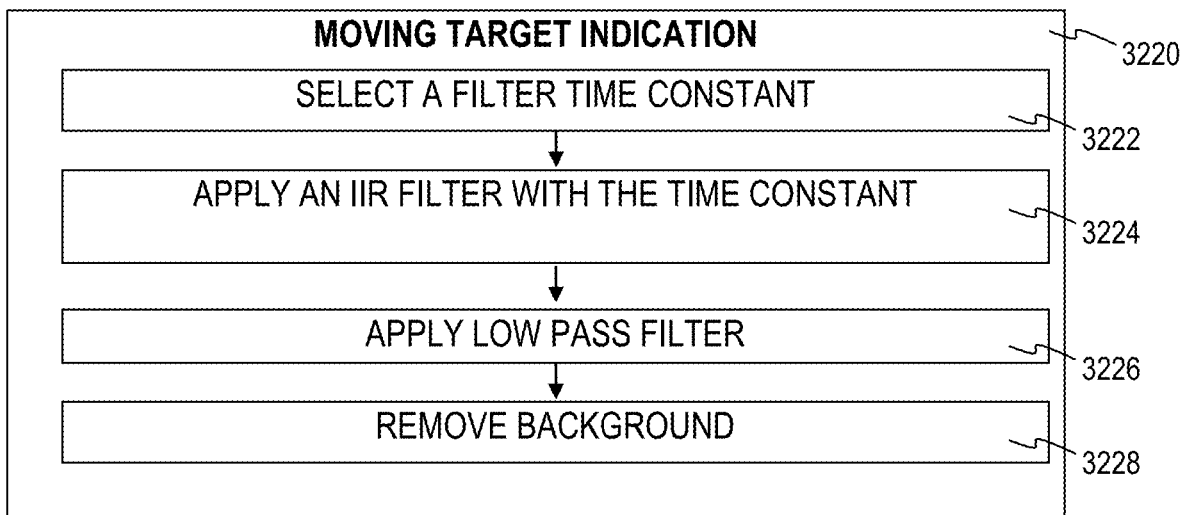 MOVING TARGET INDICATION
3220
SELECT A FILTER TIME CONSTANT
3222
APPLY AN IIR FILTER WITH THE TIME CONSTANT
3224
APPLY LOW PASS FILTER
3226
REMOVE BACKGROUND
3228